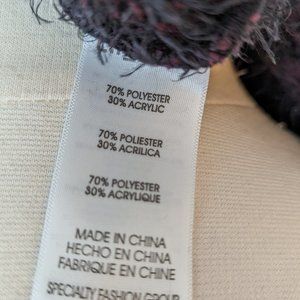 70% POLYESTER
30% ACRYLIC
70% POLIESTER
30% ACRILICA
70% POLYESTER
30% ACRYLIQUE
MADE IN CHINA
HECHO EN CHINA
FABRIQUE EN CHINE
SPECIALTY FASHION GROUP